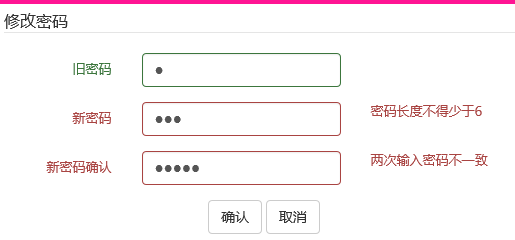 修改密码
旧密码 ●
新密码 ●●● 密码长度不得少于6
新密码确认 ●●●●● 两次输入密码不一致
确认 取消